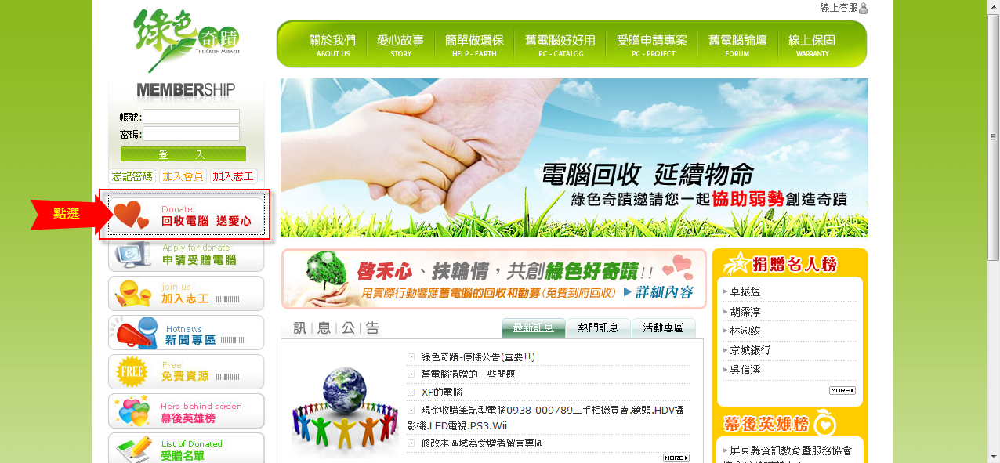 線上客服
綠色奇蹟
THE GREEN MIRACLE
關於我們 愛心故事 簡單做環保 舊電腦好好用 受贈申請專案 舊電腦論壇 線上保固
ABOUT US STORY HELP - EARTH PC - CATALOG PC - PROJECT FORUM WARRANTY
MEMBERSHIP
帳號:
密碼:
登 入
忘記密碼 加入會員 加入志工
點選
Donate
回收電腦 送愛心
Apply for donate
申請受贈電腦
join us
加入志工
Hotnews
新聞專區
FREE
Free
免費資源
Hero behind screen
幕後英雄榜
List of Donated
受贈名單
電腦回收 延續物命
綠色奇蹟邀請您一起協助弱勢創造奇蹟
啓禾心、扶輪情，共創綠色好奇蹟!!
用實際行動響應舊電腦的回收和勸募(免費到府回收) 詳細內容
訊|息|公|告
最新訊息 熱門訊息 活動專區
綠色奇蹟-停機公告(重要!!)
舊電腦捐贈的一些問題
XP的電腦
現金收購筆記型電腦0938-009789二手相機買賣.鏡頭.HDV攝
影機.LED電視.PS3.Wii
修改本區域為受贈者留言專區
MORE
捐贈名人榜
卓振煋
胡霈淳
林淑紋
京城銀行
吳信澐
MORE
幕後英雄榜
屏東縣資訊教育暨服務協會